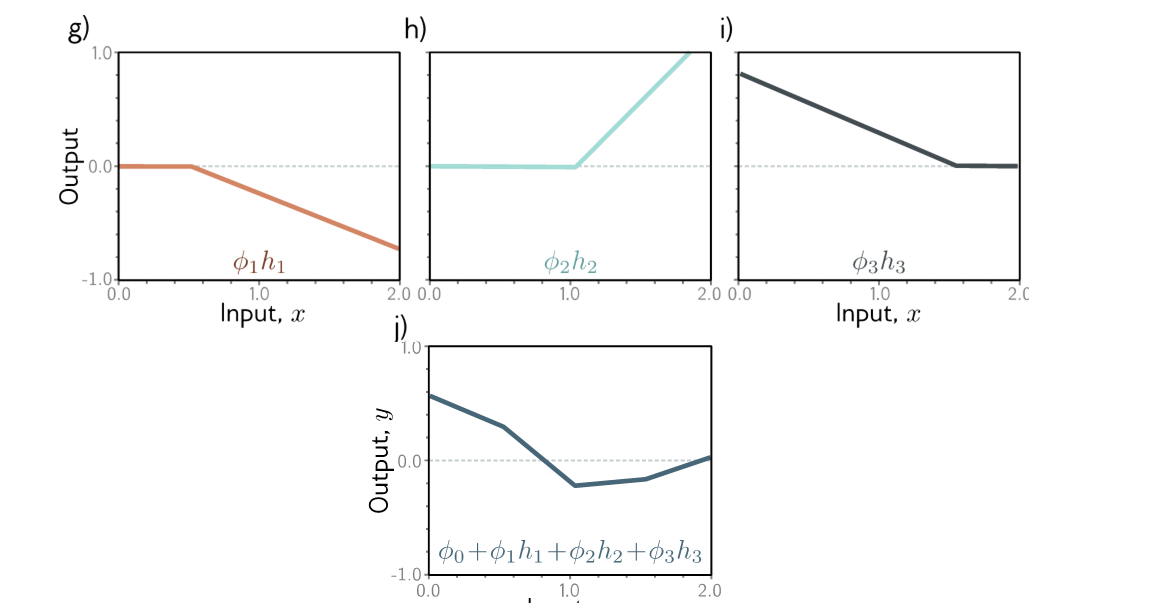 g)
h)
i)
1.0
Output
0.0
-1.0
ϕ₁h₁
ϕ₂h₂
ϕ₃h₃
0.0 1.0 2.0
0.0 1.0 2.0
0.0 1.0 2.0
Input, x
Input, x
j)
1.0
Output, y
0.0
-1.0
ϕ₀+ϕ₁h₁+ϕ₂h₂+ϕ₃h₃
0.0 1.0 2.0